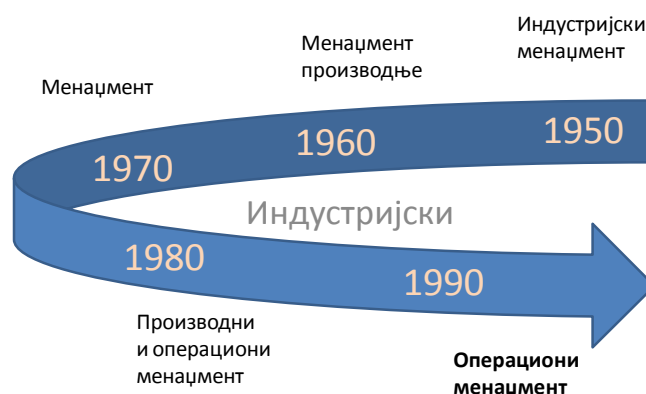 Индустријски
менаџмент
Менаџмент
производње
Менаџмент
1950
1960
1970
Индустријски
1980
1990
Производни
и операциони
менаџмент
Операциони
менаџмент